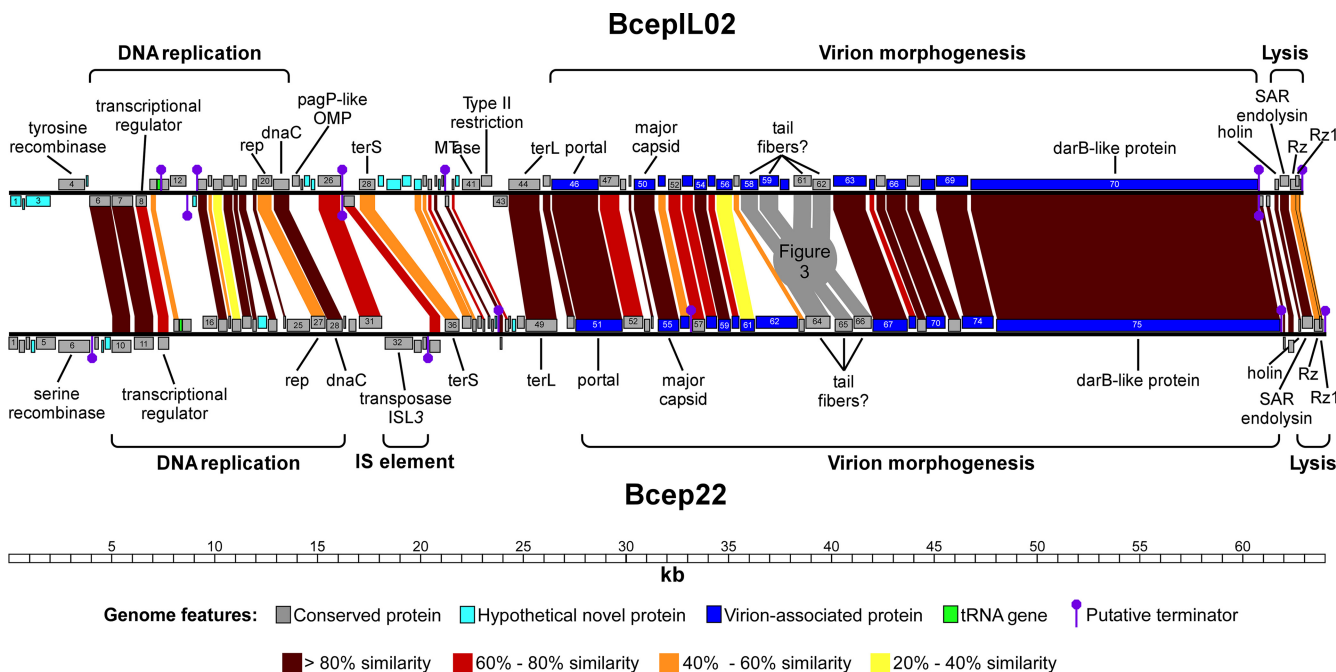 BcepIL02
DNA replication
Virion morphogenesis
Lysis
tyrosine
recombinase
transcriptional
regulator
rep
dnaC
pagP-like
OMP
terS
MTase
Type II
restriction
terL
portal
major
capsid
tail
fibers?
darB-like protein
holin
SAR
endolysin
Rz
Rz1
4
12
20
26
28
41
44
46
47
50
52
54
56
58
59
61
62
63
66
69
70
1
3
6
7
8
43
Figure
3
16
25
27
28
31
36
49
51
52
55
57
59
61
62
64
65
66
67
70
74
75
1
5
6
10
11
32
serine
recombinase
transcriptional
regulator
rep
dnaC
transposase
ISL3
terS
terL
portal
major
capsid
tail
fibers?
darB-like protein
holin
SAR
endolysin
Rz
Rz1
DNA replication
IS element
Virion morphogenesis
Lysis
Bcep22
5 10 15 20 25 30 35 40 45 50 55 60
kb
Genome features: Conserved protein Hypothetical novel protein Virion-associated protein tRNA gene Putative terminator
> 80% similarity 60% - 80% similarity 40% - 60% similarity 20% - 40% similarity